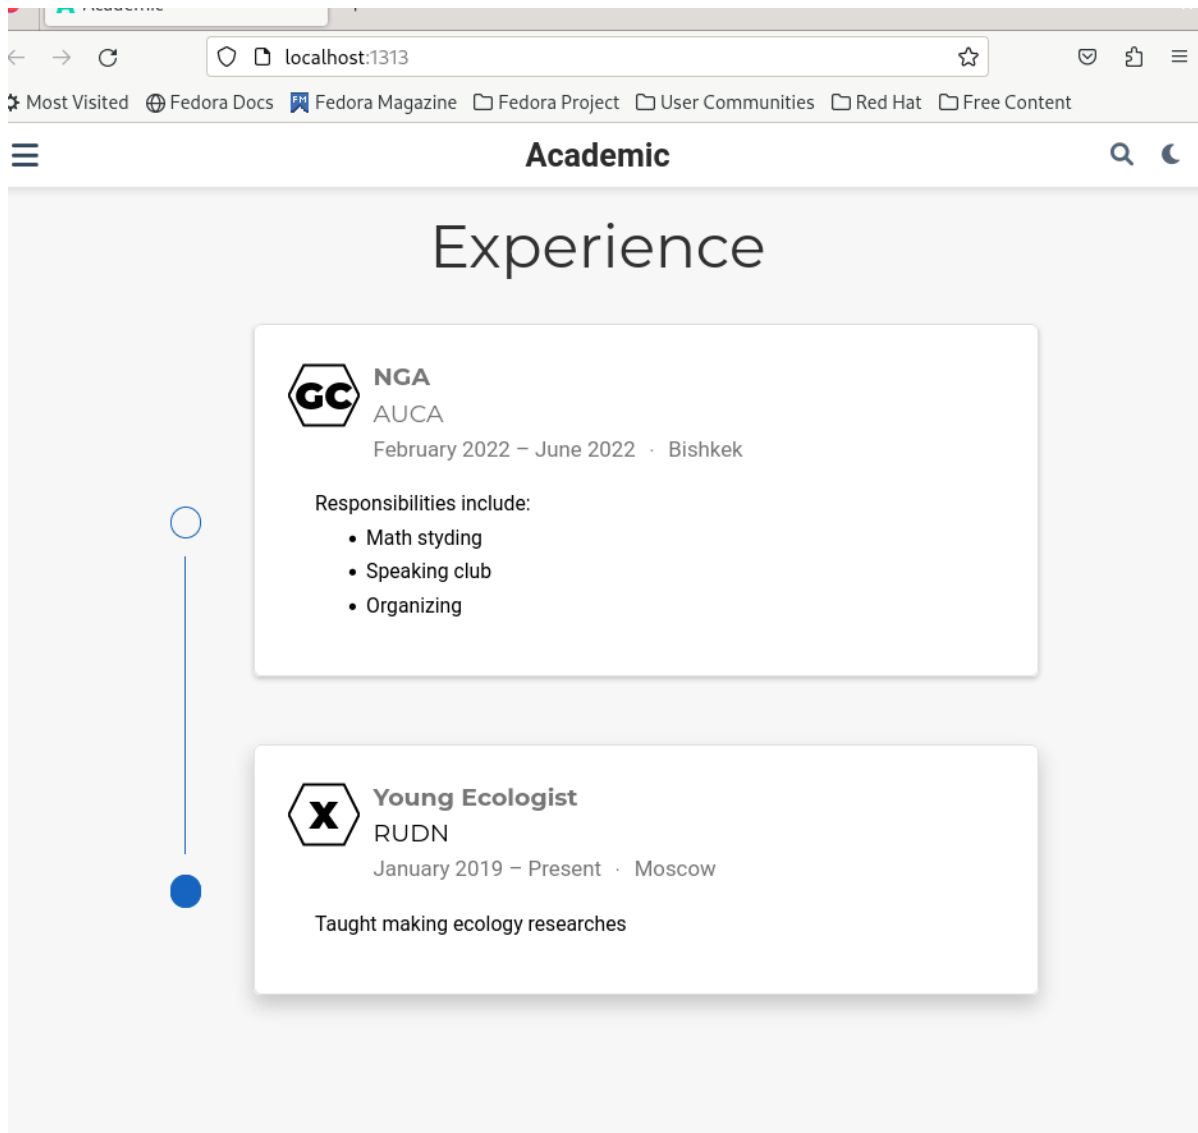 Academic
localhost:1313
Most Visited Fedora Docs FM Fedora Magazine Fedora Project User Communities Red Hat Free Content
Academic
Experience
GC
NGA
AUCA
February 2022 – June 2022 · Bishkek
Responsibilities include:
• Math styding
• Speaking club
• Organizing
X
Young Ecologist
RUDN
January 2019 – Present · Moscow
Taught making ecology researches